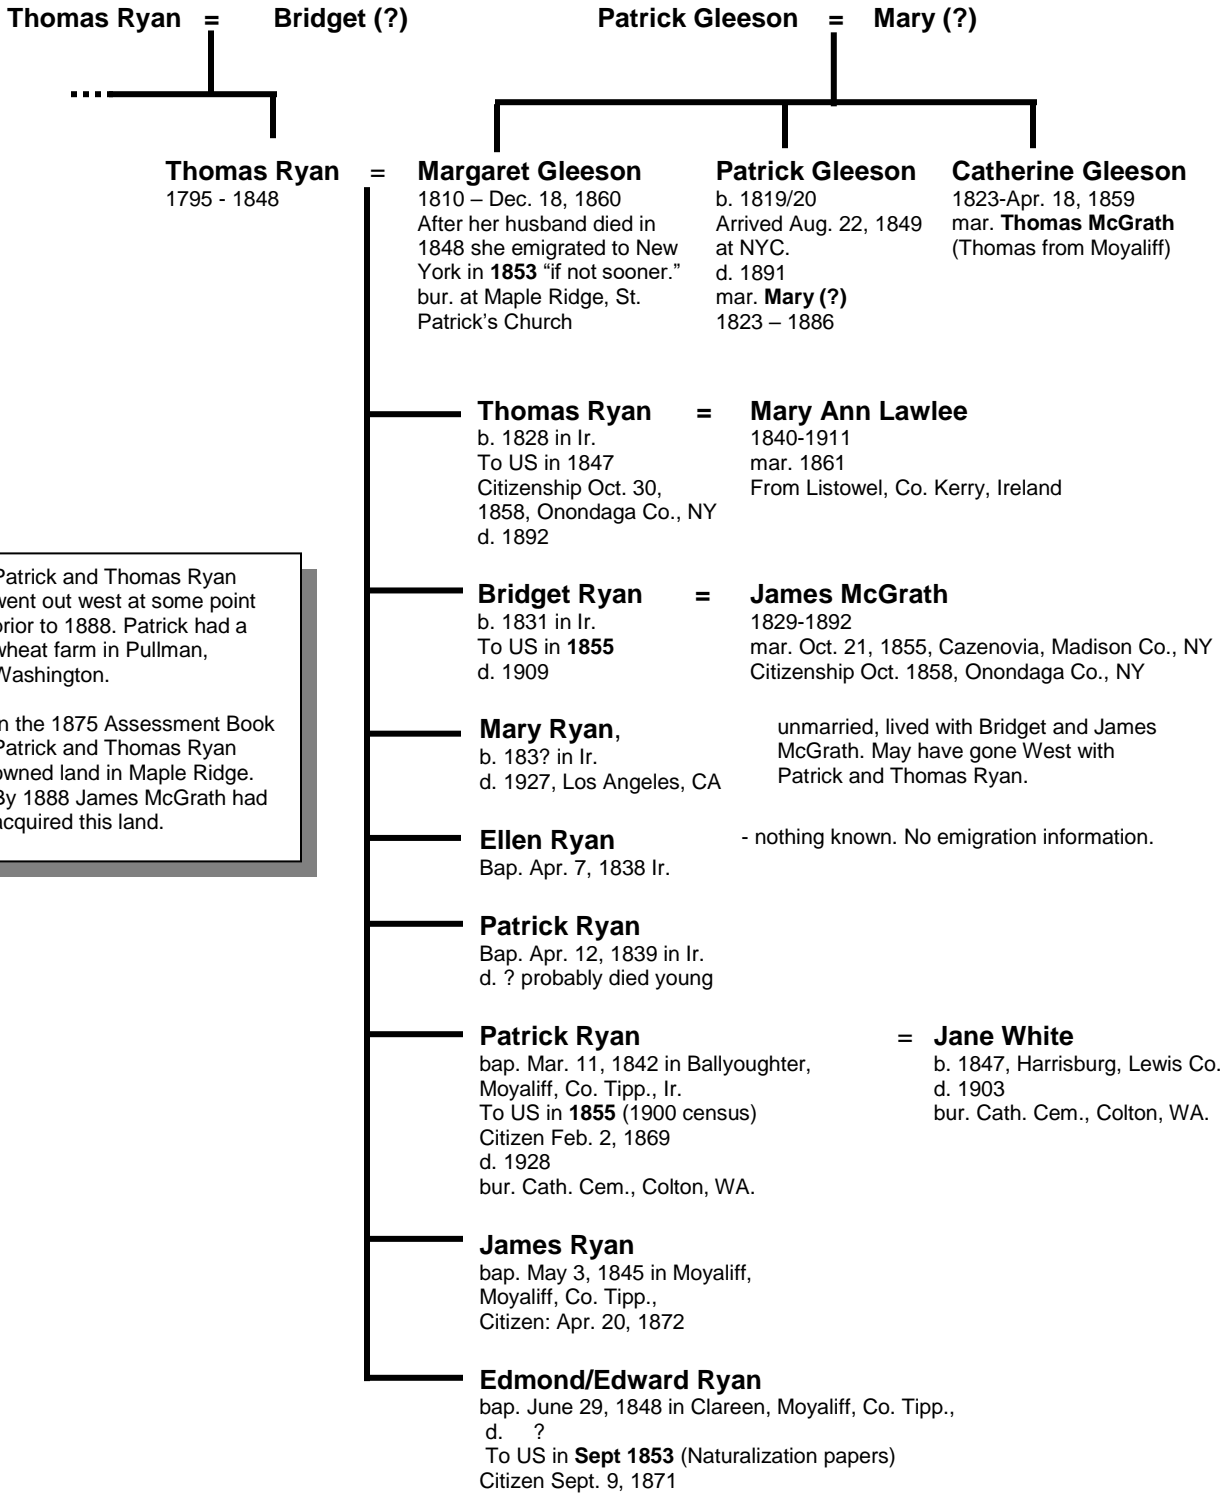 Thomas Ryan = Bridget (?) Patrick Gleeson = Mary (?)
Thomas Ryan =
1795 - 1848
Margaret Gleeson
1810 – Dec. 18, 1860
After her husband died in
1848 she emigrated to New
York in 1853 “if not sooner.”
bur. at Maple Ridge, St.
Patrick’s Church
Patrick Gleeson
b. 1819/20
Arrived Aug. 22, 1849
at NYC.
d. 1891
mar. Mary (?)
1823 – 1886
Catherine Gleeson
1823-Apr. 18, 1859
mar. Thomas McGrath
(Thomas from Moyaliff)
Thomas Ryan =
b. 1828 in Ir.
To US in 1847
Citizenship Oct. 30,
1858, Onondaga Co., NY
d. 1892
Mary Ann Lawlee
1840-1911
mar. 1861
From Listowel, Co. Kerry, Ireland
Patrick and Thomas Ryan
went out west at some point
prior to 1888. Patrick had a
wheat farm in Pullman,
Washington.
In the 1875 Assessment Book
Patrick and Thomas Ryan
owned land in Maple Ridge.
By 1888 James McGrath had
acquired this land.
Bridget Ryan =
b. 1831 in Ir.
To US in 1855
d. 1909
James McGrath
1829-1892
mar. Oct. 21, 1855, Cazenovia, Madison Co., NY
Citizenship Oct. 1858, Onondaga Co., NY
Mary Ryan,
b. 183? in Ir.
d. 1927, Los Angeles, CA
unmarried, lived with Bridget and James
McGrath. May have gone West with
Patrick and Thomas Ryan.
Ellen Ryan
Bap. Apr. 7, 1838 Ir.
- nothing known. No emigration information.
Patrick Ryan
Bap. Apr. 12, 1839 in Ir.
d. ? probably died young
Patrick Ryan =
bap. Mar. 11, 1842 in Ballyoughter,
Moyaliff, Co. Tipp., Ir.
To US in 1855 (1900 census)
Citizen Feb. 2, 1869
d. 1928
bur. Cath. Cem., Colton, WA.
Jane White
b. 1847, Harrisburg, Lewis Co.
d. 1903
bur. Cath. Cem., Colton, WA.
James Ryan
bap. May 3, 1845 in Moyaliff,
Moyaliff, Co. Tipp.,
Citizen: Apr. 20, 1872
Edmond/Edward Ryan
bap. June 29, 1848 in Clareen, Moyaliff, Co. Tipp.,
d. ?
To US in Sept 1853 (Naturalization papers)
Citizen Sept. 9, 1871